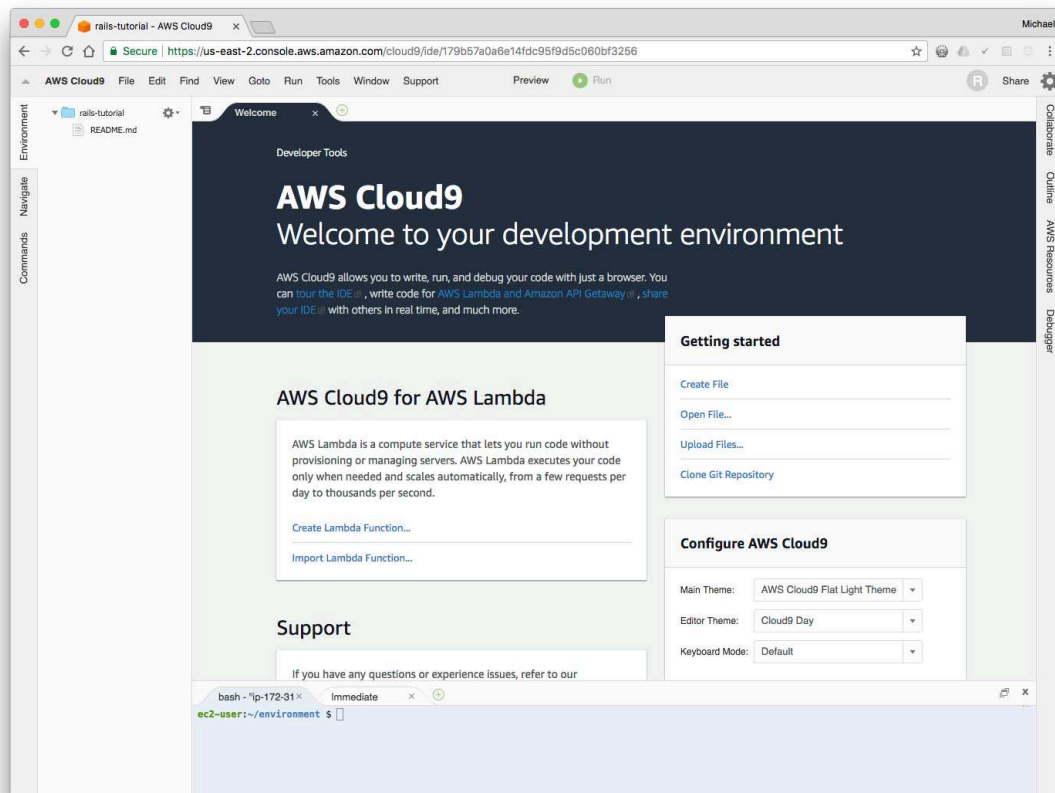 rails-tutorial - AWS Cloud9
Michael
Secure https://us-east-2.console.aws.amazon.com/cloud9/ide/179b57a0a6e14fdc95f9d5c060bf3256
AWS Cloud9 File Edit Find View Goto Run Tools Window Support Preview Run R Share
Environment
Navigate
Commands
rails-tutorial
README.md
Welcome
Developer Tools
AWS Cloud9
Welcome to your development environment
AWS Cloud9 allows you to write, run, and debug your code with just a browser. You
can tour the IDE , write code for AWS Lambda and Amazon API Getaway , share
your IDE with others in real time, and much more.
Getting started
Create File
Open File...
Upload Files...
Clone Git Repository
AWS Cloud9 for AWS Lambda
AWS Lambda is a compute service that lets you run code without
provisioning or managing servers. AWS Lambda executes your code
only when needed and scales automatically, from a few requests per
day to thousands per second.
Create Lambda Function...
Import Lambda Function...
Configure AWS Cloud9
Main Theme: AWS Cloud9 Flat Light Theme
Editor Theme: Cloud9 Day
Keyboard Mode: Default
Support
If you have any questions or experience issues, refer to our
bash - "ip-172-31 Immediate
ec2-user:~/environment $
Collaborate
Outline
AWS Resources
Debugger